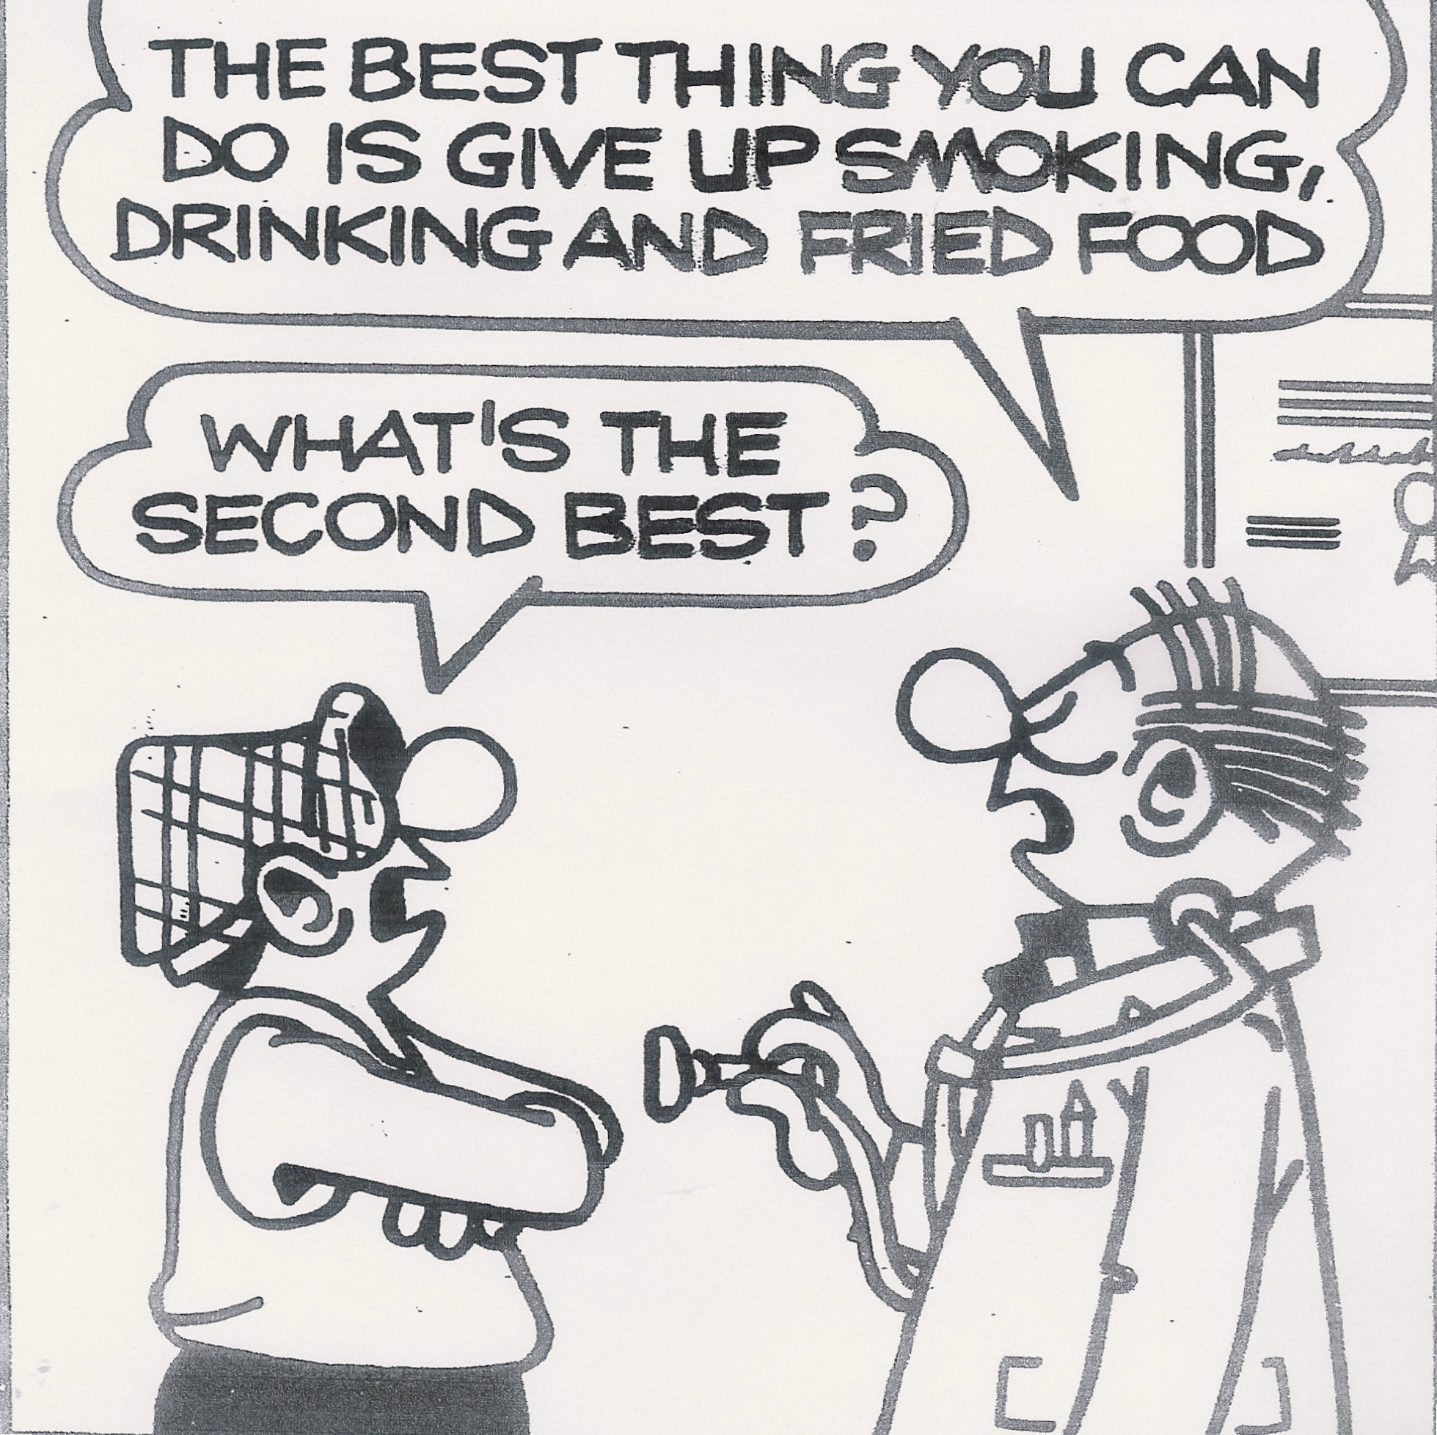 THE BEST THING YOU CAN
DO IS GIVE UP SMOKING,
DRINKING AND FRIED FOOD
WHAT'S THE
SECOND BEST?